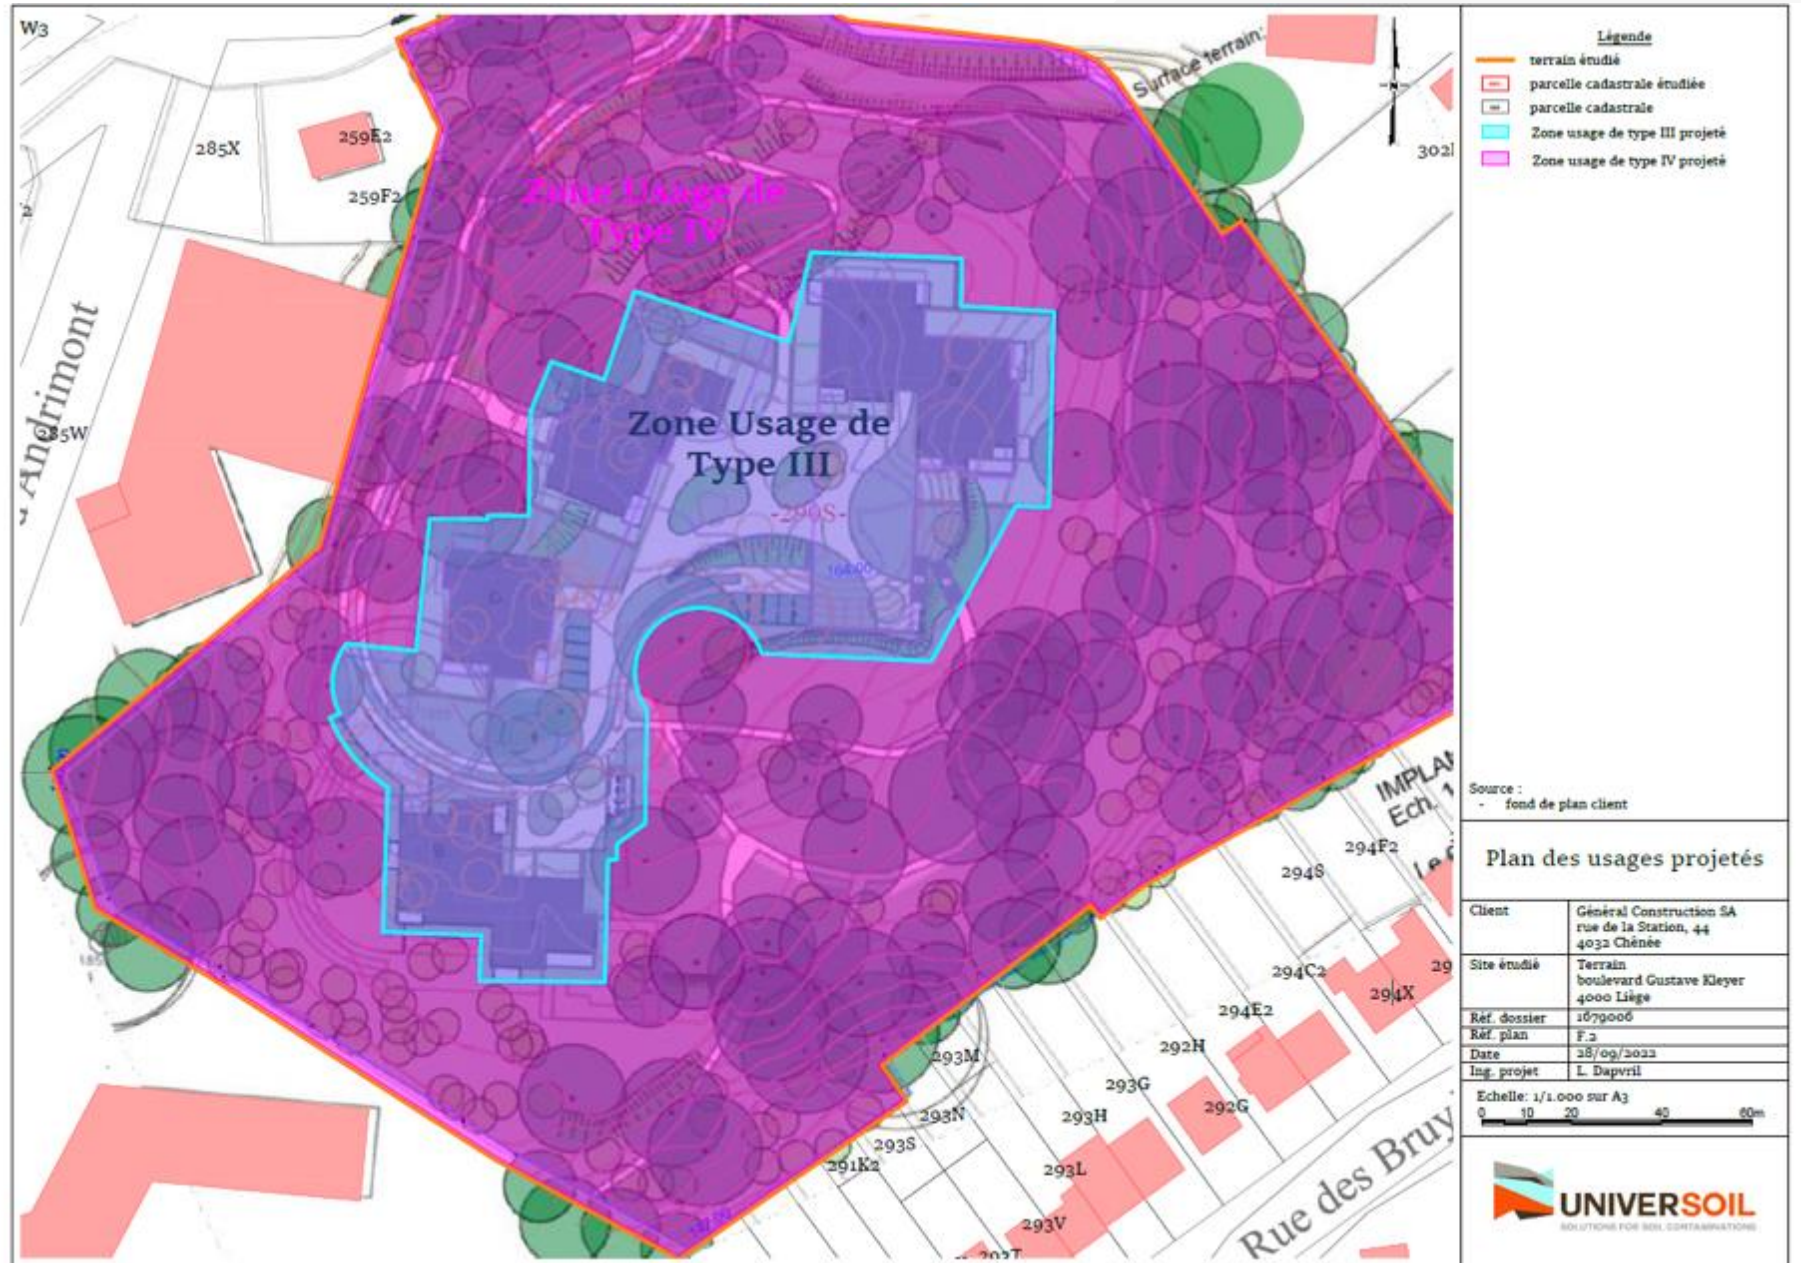 W3
285X
259E2
259F2
d'Andrimont
285W
Surface terrain:
302
Zone Usage de
Type IV
Zone Usage de
Type III
-290S-
164.00
IMPLAN
Ech. 1
294F2
294S
294C2
294X
29
294E2
292H
293M
293G
292G
293N
293H
293S
291K2
293L
293V
293T
Rue des Bruy
Légende
terrain étudié
parcelle cadastrale étudiée
parcelle cadastrale
Zone usage de type III projeté
Zone usage de type IV projeté
Source :
- fond de plan client
Plan des usages projetés
Client
Général Construction SA
rue de la Station, 44
4032 Chênée
Site étudié
Terrain
boulevard Gustave Kleyer
4000 Liège
Réf. dossier 1679006
Réf. plan F.2
Date 28/09/2022
Ing. projet L. Dapvril
Echelle: 1/1.000 sur A3
0 10 20 40 60m
UNIVERSOIL
SOLUTIONS FOR SOIL CONTAMINATIONS